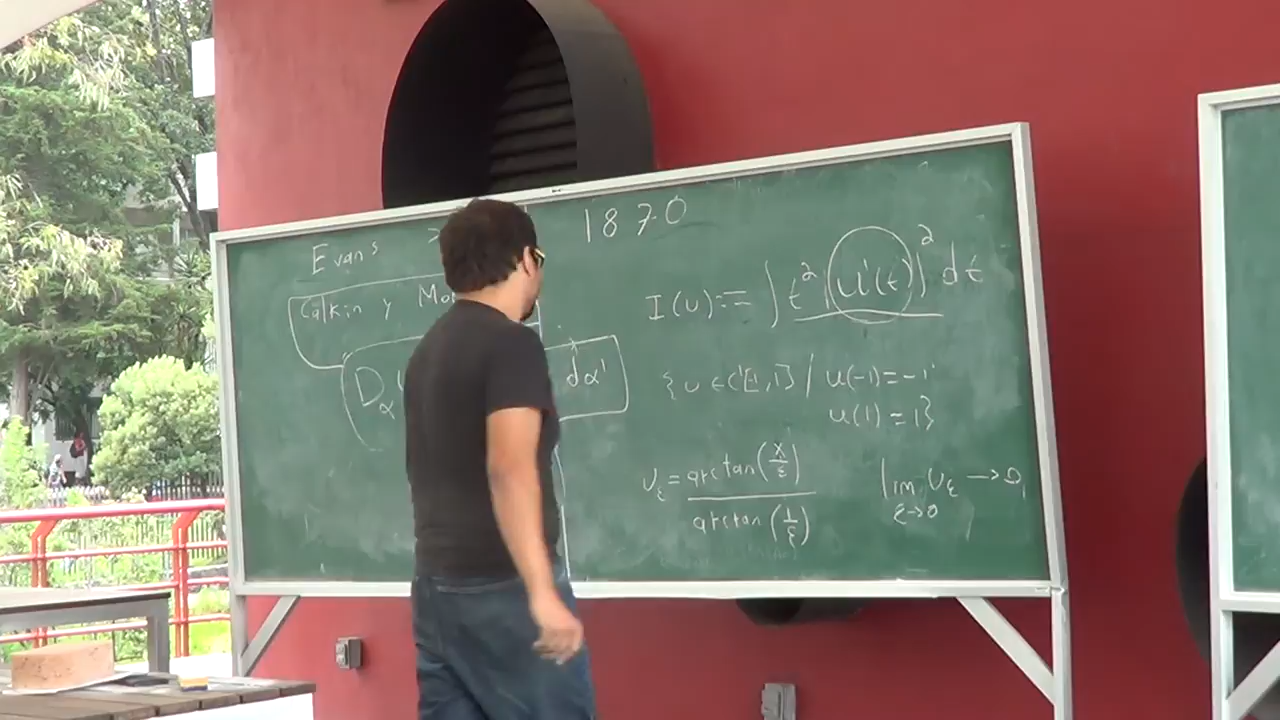 Evans
Calkin y
D_α
dα'
1870
I(u):= ∫ t² |u'(t)|² dt
{u ∈ C¹[-1,1] / u(-1)=-1
u(1)=1}
U_ε = arctan(x/ε)
arctan(1/ε)
lim U_ε →
ε→0